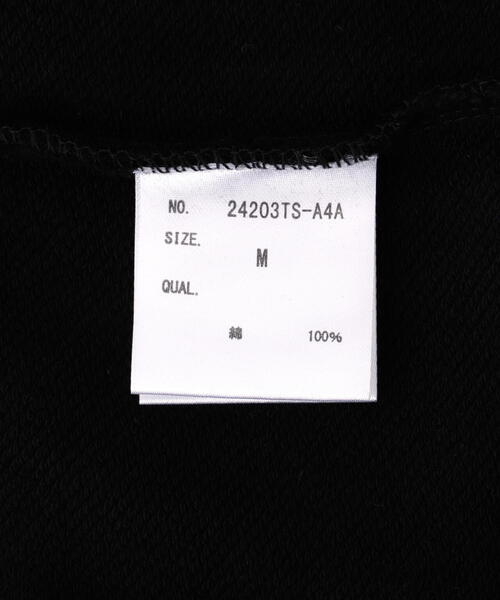 NO. 24203TS-A4A
SIZE.
M
QUAL.
綿 100%